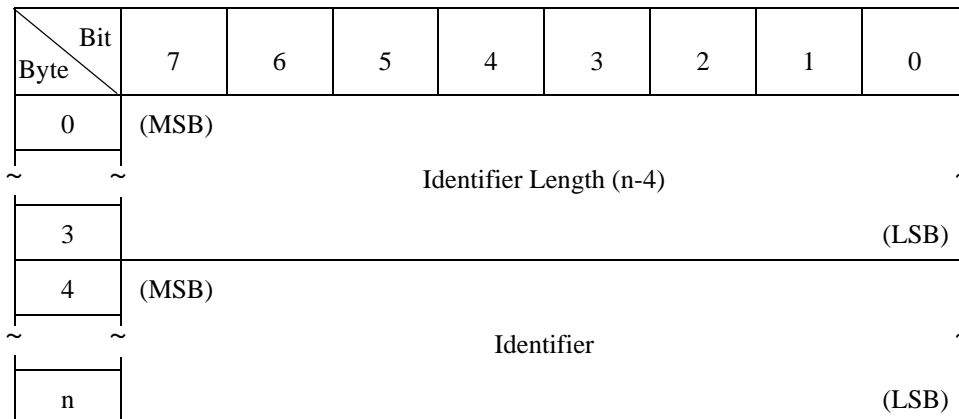 Bit
Byte 7 6 5 4 3 2 1 0
0 (MSB)
~ ~ Identifier Length (n-4) ~
3 (LSB)
4 (MSB)
~ ~ Identifier ~
n (LSB)